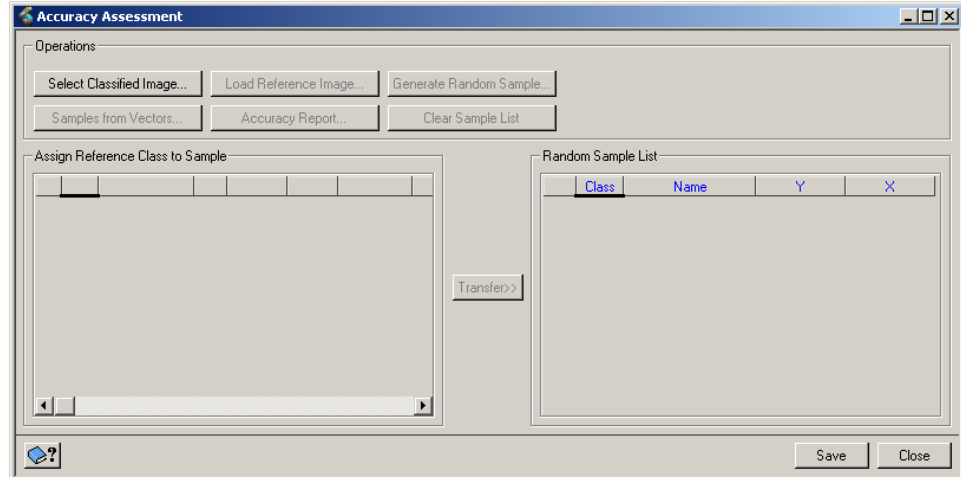 Accuracy Assessment
Operations
Select Classified Image... Load Reference Image... Generate Random Sample...
Samples from Vectors... Accuracy Report... Clear Sample List
Assign Reference Class to Sample Random Sample List
Class Name Y X
Transfer>>
? Save Close